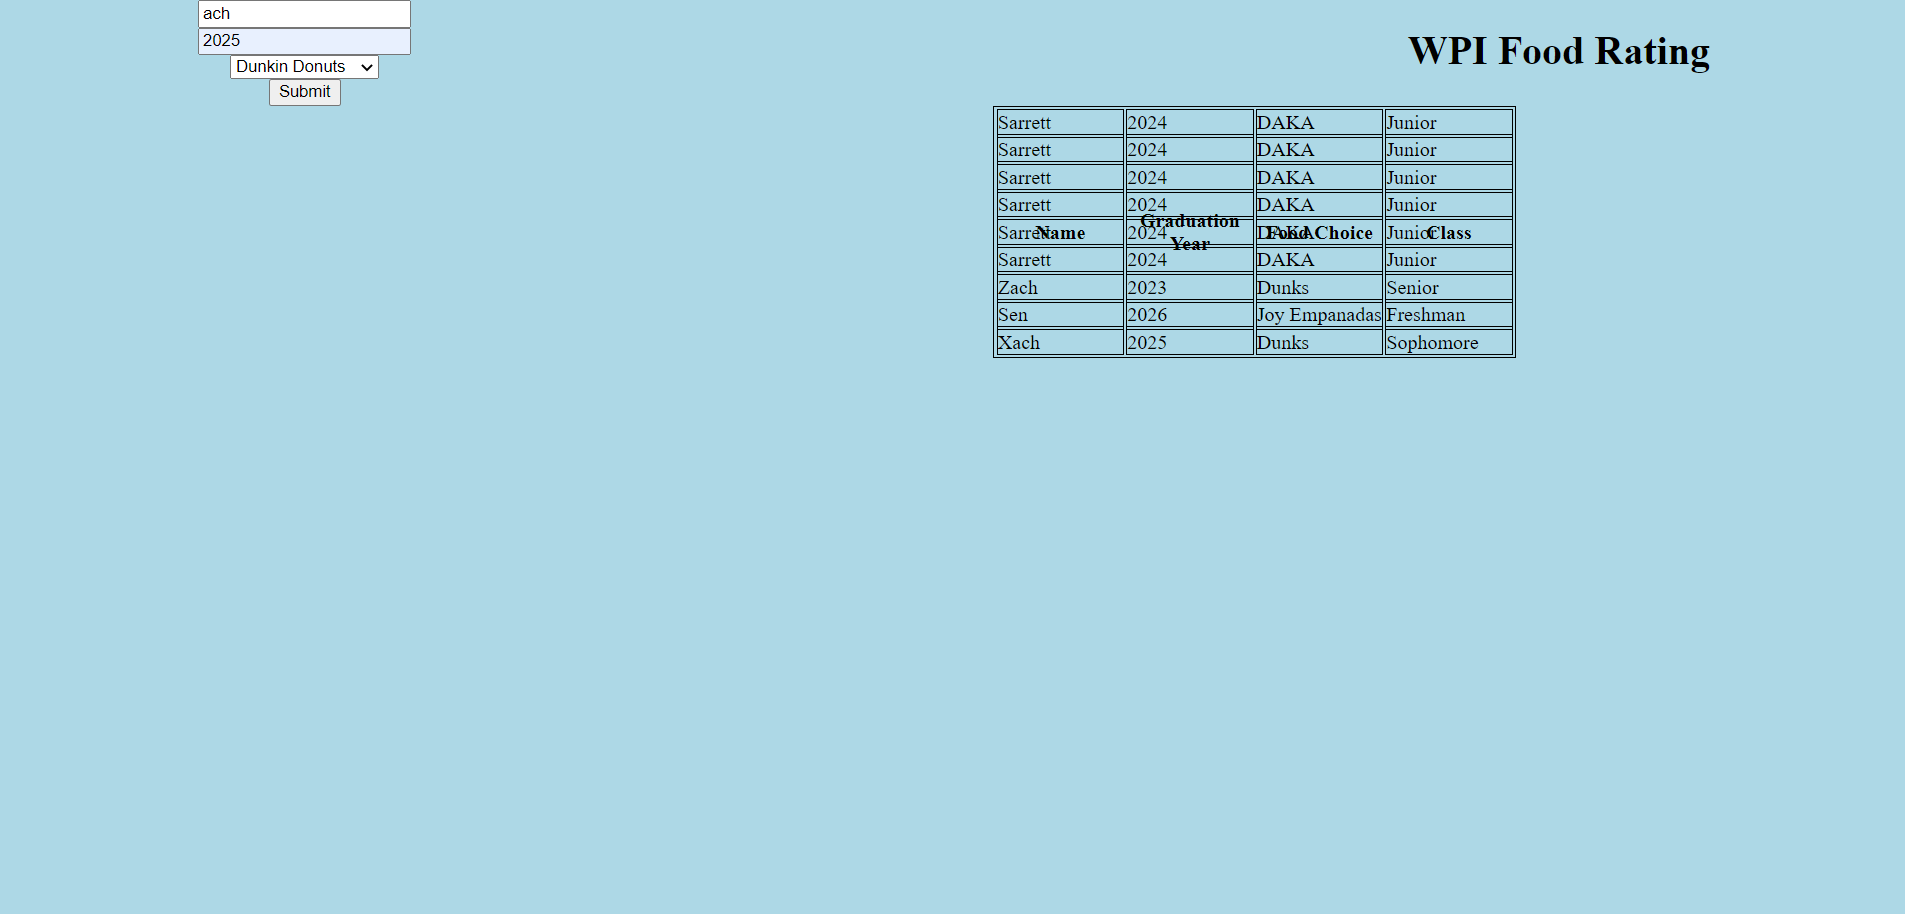 ach
2025
Dunkin Donuts
Submit
WPI Food Rating
Sarrett 2024 DAKA Junior
Sarrett 2024 DAKA Junior
Sarrett 2024 DAKA Junior
Sarrett 2024 DAKA Junior
Name Graduation Year Food Choice Class
Sarrett 2024 DAKA Junior
Sarrett 2024 DAKA Junior
Zach 2023 Dunks Senior
Sen 2026 Joy Empanadas Freshman
Xach 2025 Dunks Sophomore